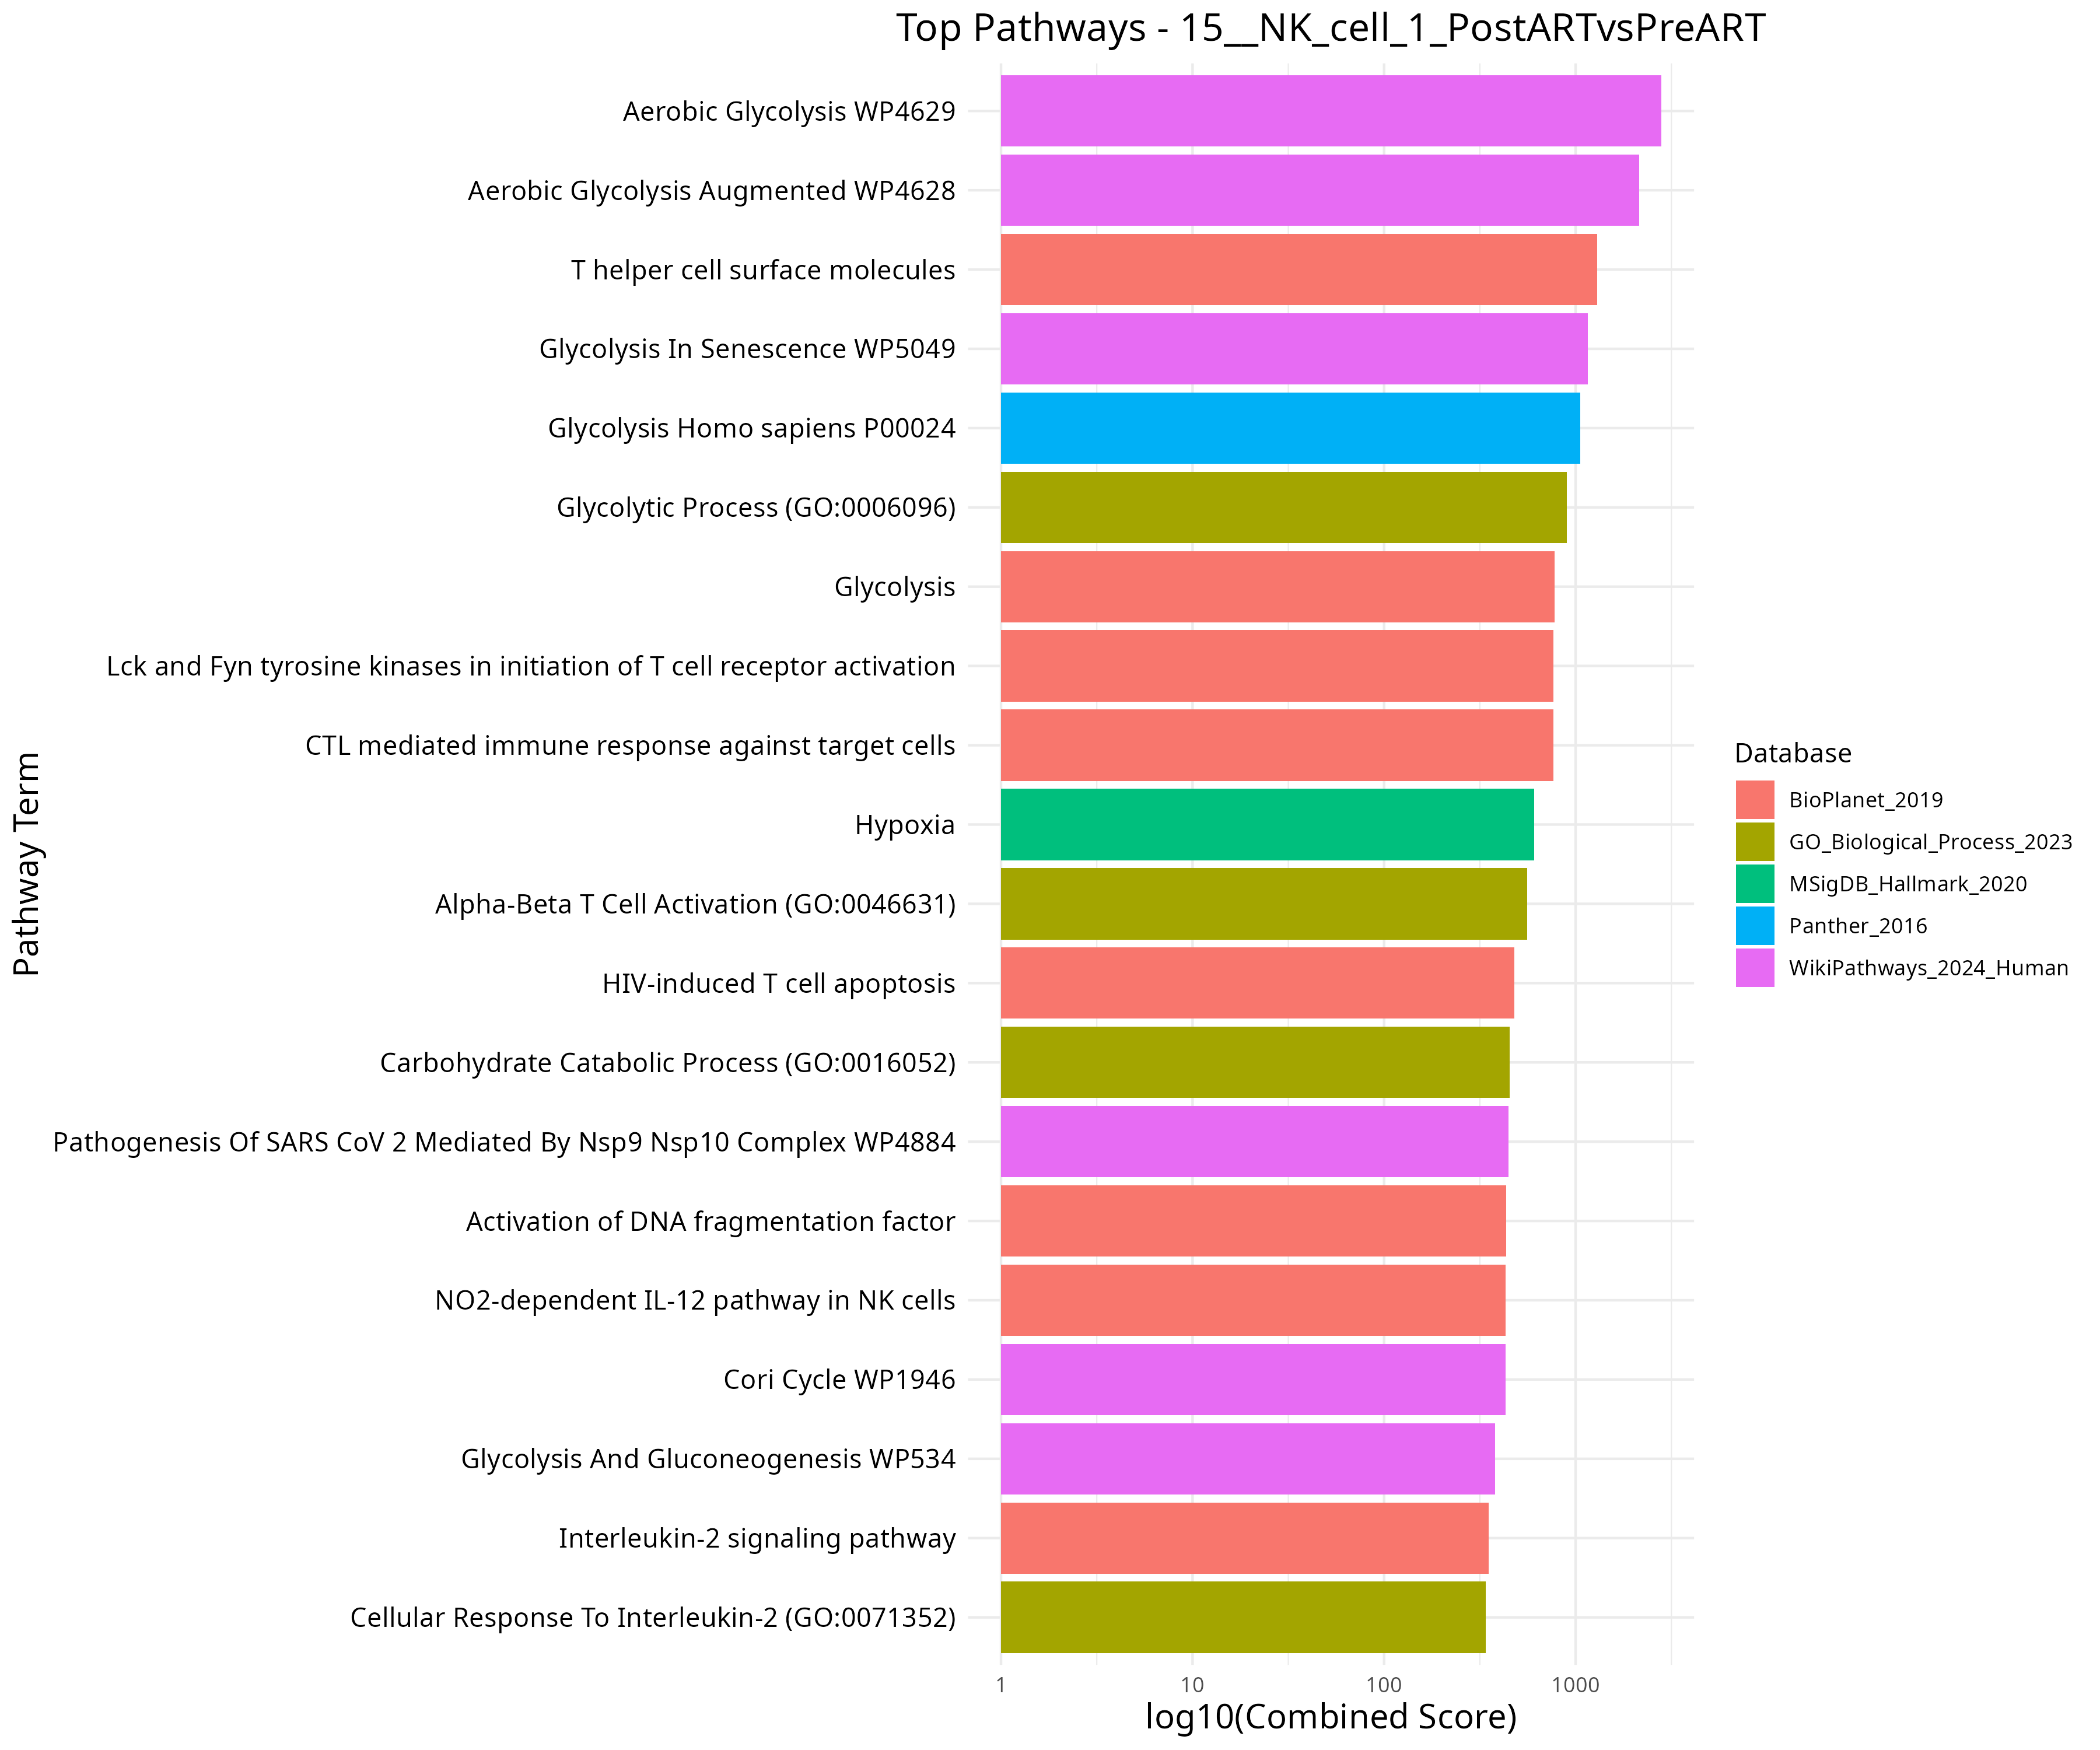 Top Pathways - 15__NK_cell_1_PostARTvsPreART
Pathway Term
Aerobic Glycolysis WP4629
Aerobic Glycolysis Augmented WP4628
T helper cell surface molecules
Glycolysis In Senescence WP5049
Glycolysis Homo sapiens P00024
Glycolytic Process (GO:0006096)
Glycolysis
Lck and Fyn tyrosine kinases in initiation of T cell receptor activation
CTL mediated immune response against target cells
Hypoxia
Alpha-Beta T Cell Activation (GO:0046631)
HIV-induced T cell apoptosis
Carbohydrate Catabolic Process (GO:0016052)
Pathogenesis Of SARS CoV 2 Mediated By Nsp9 Nsp10 Complex WP4884
Activation of DNA fragmentation factor
NO2-dependent IL-12 pathway in NK cells
Cori Cycle WP1946
Glycolysis And Gluconeogenesis WP534
Interleukin-2 signaling pathway
Cellular Response To Interleukin-2 (GO:0071352)
1 10 100 1000
log10(Combined Score)
Database
BioPlanet_2019
GO_Biological_Process_2023
MSigDB_Hallmark_2020
Panther_2016
WikiPathways_2024_Human